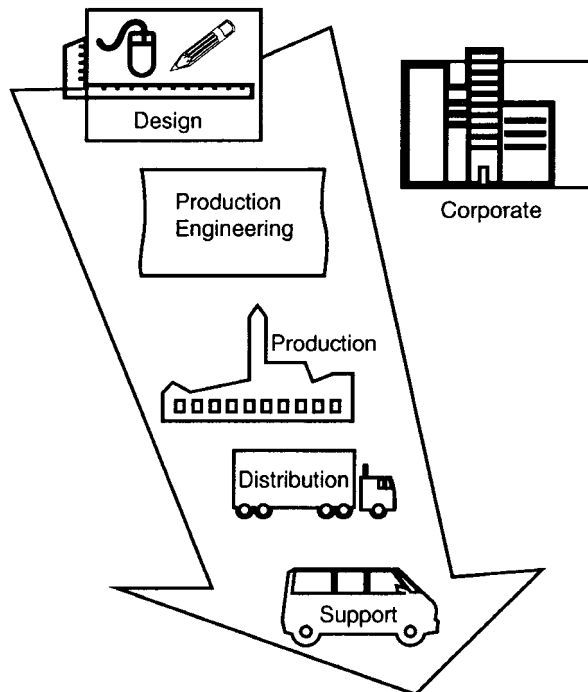 Design
Corporate
Production
Engineering
Production
Distribution
Support